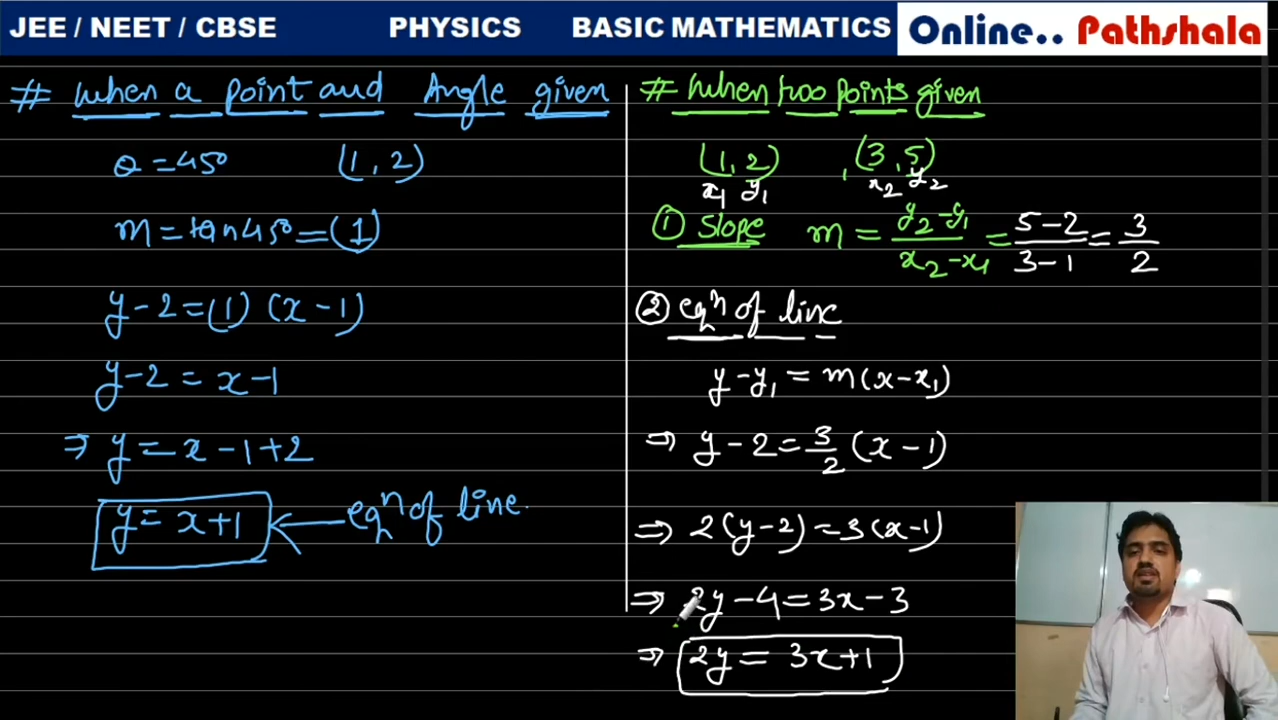 JEE / NEET / CBSE PHYSICS BASIC MATHEMATICS Online.. Pathshala
# When a point and Angle given
θ = 45° (1, 2)
m = tan45° = (1)
y - 2 = (1) (x - 1)
y - 2 = x - 1
⇒ y = x - 1 + 2
y = x + 1 ← eqⁿ of line.
# When two points given
(1, 2) , (3, 5)
x₁ y₁ x₂ y₂
① Slope m = y₂ - y₁ / x₂ - x₁ = 5 - 2 / 3 - 1 = 3 / 2
② eqⁿ of line
y - y₁ = m(x - x₁)
⇒ y - 2 = 3/2 (x - 1)
⇒ 2(y - 2) = 3(x - 1)
⇒ 2y - 4 = 3x - 3
⇒ 2y = 3x + 1